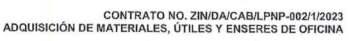 CONTRATO NO. ZIN/DA/CAB/LPNP-002/1/2023
ADQUISICIÓN DE MATERIALES, ÚTILES Y ENSERES DE OFICINA